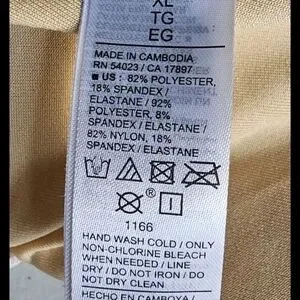 XL
TG
EG
MADE IN CAMBODIA
RN 54023 / CA 17897
■ US : 82% POLYESTER,
18% SPANDEX /
ELASTANE / 92%
POLYESTER, 8%
SPANDEX / ELASTANE /
82% NYLON, 18%
SPANDEX / ELASTANE
®
1166
HAND WASH COLD / ONLY
NON-CHLORINE BLEACH
WHEN NEEDED / LINE
DRY / DO NOT IRON / DO
NOT DRY CLEAN
HECHO EN CAMBOYA /